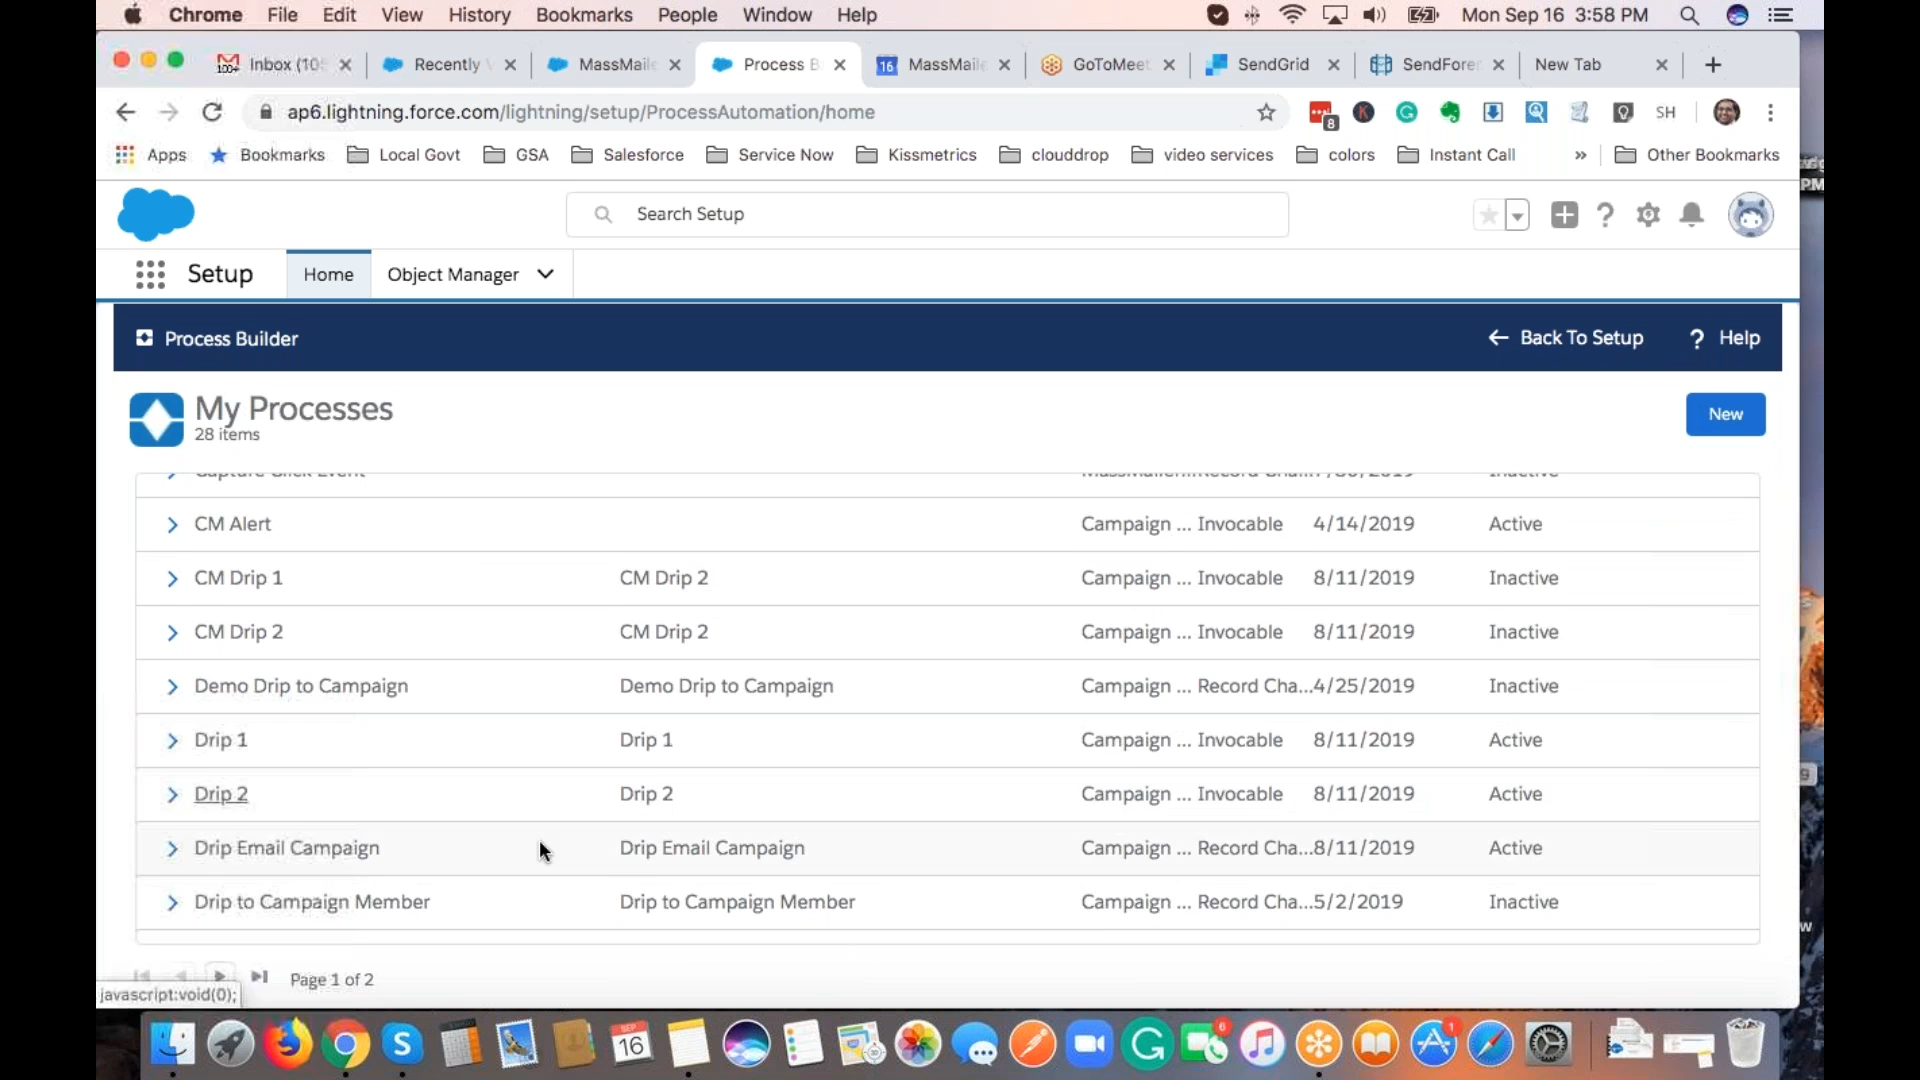 Chrome File Edit View History Bookmarks People Window Help Mon Sep 16 3:58 PM
Inbox (10 Recently MassMaile Process B 16 MassMaile GoToMeet SendGrid SendFore New Tab
ap6.lightning.force.com/lightning/setup/ProcessAutomation/home 8 SH
Apps Bookmarks Local Govt GSA Salesforce Service Now Kissmetrics clouddrop video services colors Instant Call » Other Bookmarks
Search Setup
Setup Home Object Manager
Process Builder Back To Setup ? Help
My Processes
28 items
New
CM Alert Campaign ... Invocable 4/14/2019 Active
CM Drip 1 CM Drip 2 Campaign ... Invocable 8/11/2019 Inactive
CM Drip 2 CM Drip 2 Campaign ... Invocable 8/11/2019 Inactive
Demo Drip to Campaign Demo Drip to Campaign Campaign ... Record Cha...4/25/2019 Inactive
Drip 1 Drip 1 Campaign ... Invocable 8/11/2019 Active
Drip 2 Drip 2 Campaign ... Invocable 8/11/2019 Active
Drip Email Campaign Drip Email Campaign Campaign ... Record Cha...8/11/2019 Active
Drip to Campaign Member Drip to Campaign Member Campaign ... Record Cha...5/2/2019 Inactive
Page 1 of 2
javascript:void(0);
SEP
16
6
1